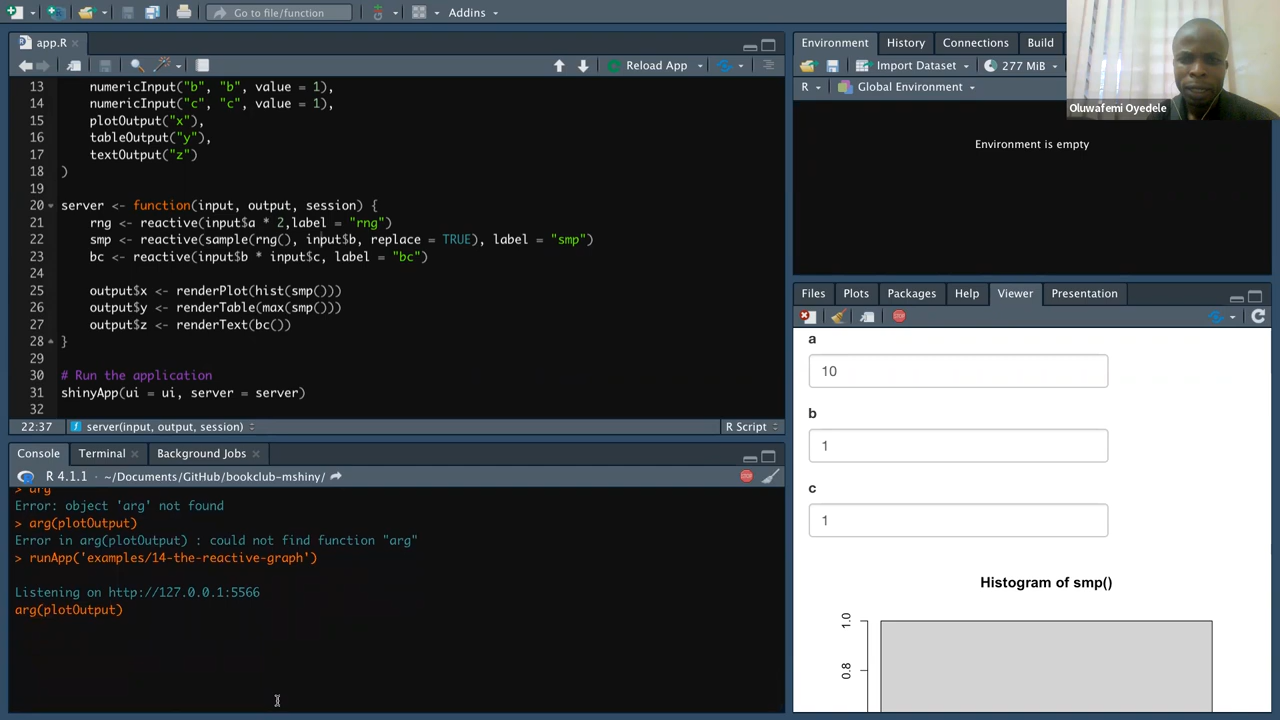 Go to file/function
Addins
Oluwafemi Oyedele
app.R
Reload App
13 numericInput("b", "b", value = 1),
14 numericInput("c", "c", value = 1),
15 plotOutput("x"),
16 tableOutput("y"),
17 textOutput("z")
18 )
19
20 server <- function(input, output, session) {
21 rng <- reactive(input$a * 2,label = "rng")
22 smp <- reactive(sample(rng(), input$b, replace = TRUE), label = "smp")
23 bc <- reactive(input$b * input$c, label = "bc")
24
25 output$x <- renderPlot(hist(smp()))
26 output$y <- renderTable(max(smp()))
27 output$z <- renderText(bc())
28 }
29
30 # Run the application
31 shinyApp(ui = ui, server = server)
32
22:37 server(input, output, session) R Script
Console Terminal Background Jobs
R 4.1.1 · ~/Documents/GitHub/bookclub-mshiny/
> arg
Error: object 'arg' not found
> arg(plotOutput)
Error in arg(plotOutput) : could not find function "arg"
> runApp('examples/14-the-reactive-graph')
Listening on http://127.0.0.1:5566
arg(plotOutput)
Environment History Connections Build
Import Dataset 277 MiB
R Global Environment
Environment is empty
Files Plots Packages Help Viewer Presentation
a
10
b
1
c
1
Histogram of smp()
1.0
0.8